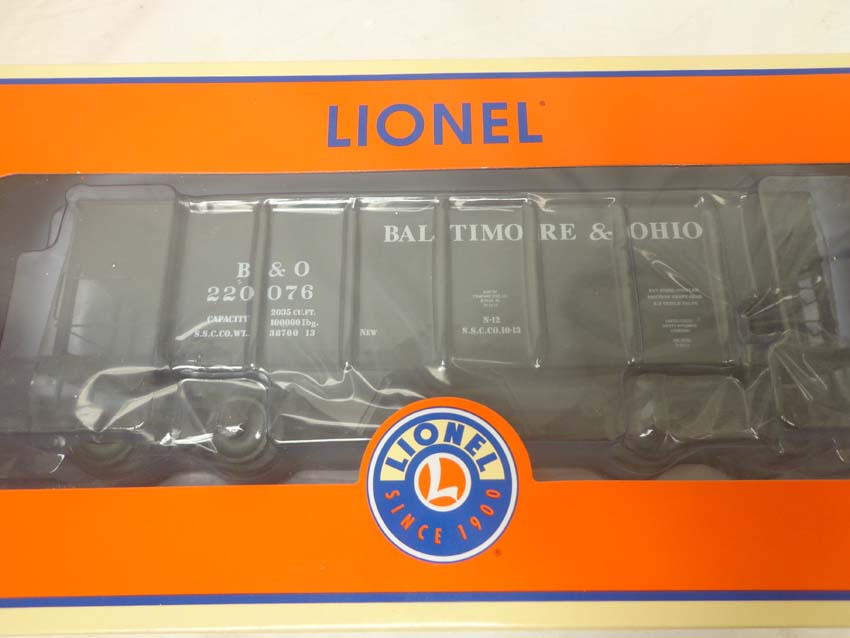 LIONEL
BALTIMORE & OHIO
B & O
220076
CAPACITY 2035 CU.FT.
100000 Lbg.
S.S.C.CO.WT. 38700 13
NEW
N-12
S.S.C.CO.10-13
LIONEL
SINCE 1900
L